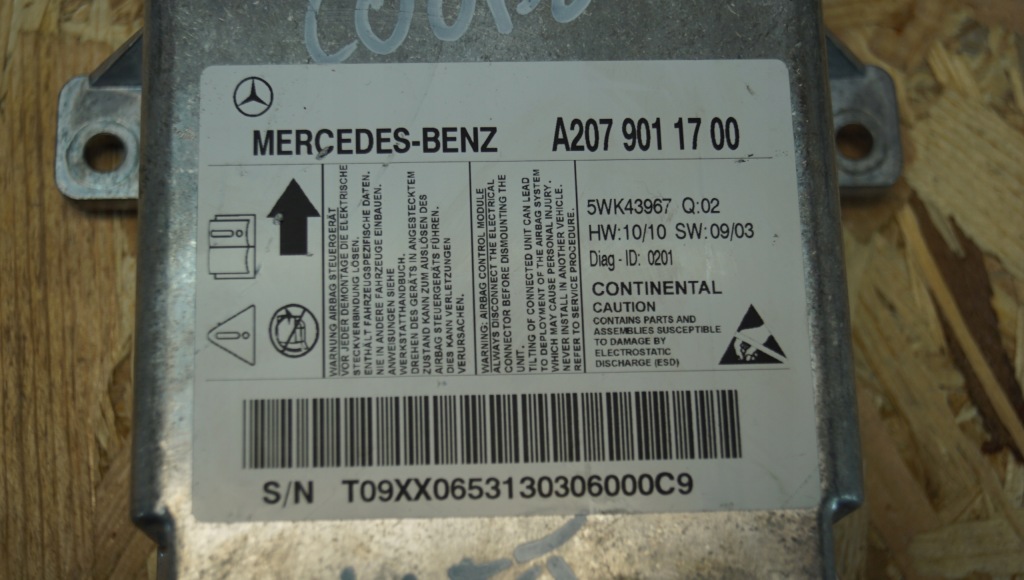 MERCEDES-BENZ A207 901 17 00
WARNUNG AIRBAG STEUERGERÄT
VOR JEDER DEMONTAGE DIE ELEKTRISCHE
STECKVERBINDUNG LÖSEN.
ENTHÄLT FAHRZEUGSPEZIFISCHE DATEN.
NIE IN ANDERE FAHRZEUGE EINBAUEN.
ANWEISUNGEN SIEHE
WERKSTATTHANDBUCH.
DREHEN DES GERÄTS IN ANGESTECKTEM
ZUSTAND KANN ZUM AUSLÖSEN DES
AIRBAG STEUERGERÄTS FÜHREN.
DIES KANN VERLETZUNGEN
VERURSACHEN.
WARNING: AIRBAG CONTROL MODULE
ALWAYS DISCONNECT THE ELECTRICAL
CONNECTOR BEFORE DISMOUNTING THE
UNIT.
TILTING OF CONNECTED UNIT CAN LEAD
TO DEPLOYMENT OF THE AIRBAG SYSTEM
WHICH MAY CAUSE PERSONAL INJURY.
NEVER INSTALL IN ANOTHER VEHICLE.
REFER TO SERVICE PROCEDURE.
5WK43967 Q:02
HW:10/10 SW:09/03
Diag - ID: 0201
CONTINENTAL
CAUTION
CONTAINS PARTS AND
ASSEMBLIES SUSCEPTIBLE
TO DAMAGE BY
ELECTROSTATIC
DISCHARGE (ESD)
S/N T09XX0653130306000C9